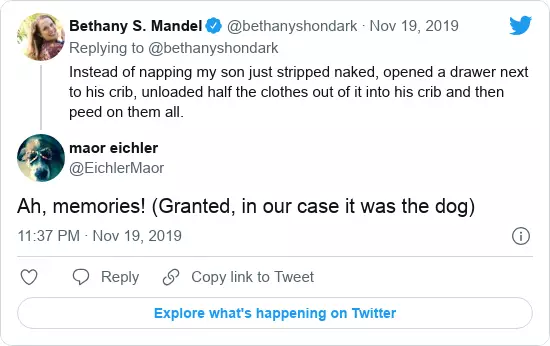 Bethany S. Mandel @bethanyshondark · Nov 19, 2019
Replying to @bethanyshondark
Instead of napping my son just stripped naked, opened a drawer next
to his crib, unloaded half the clothes out of it into his crib and then
peed on them all.
maor eichler
@EichlerMaor
Ah, memories! (Granted, in our case it was the dog)
11:37 PM · Nov 19, 2019
Reply Copy link to Tweet
Explore what's happening on Twitter